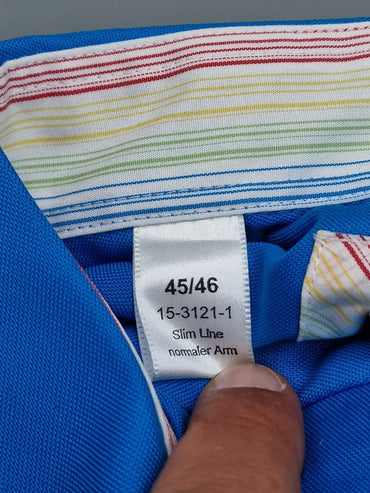 45/46
15-3121-1
Slim Line
normaler Arm